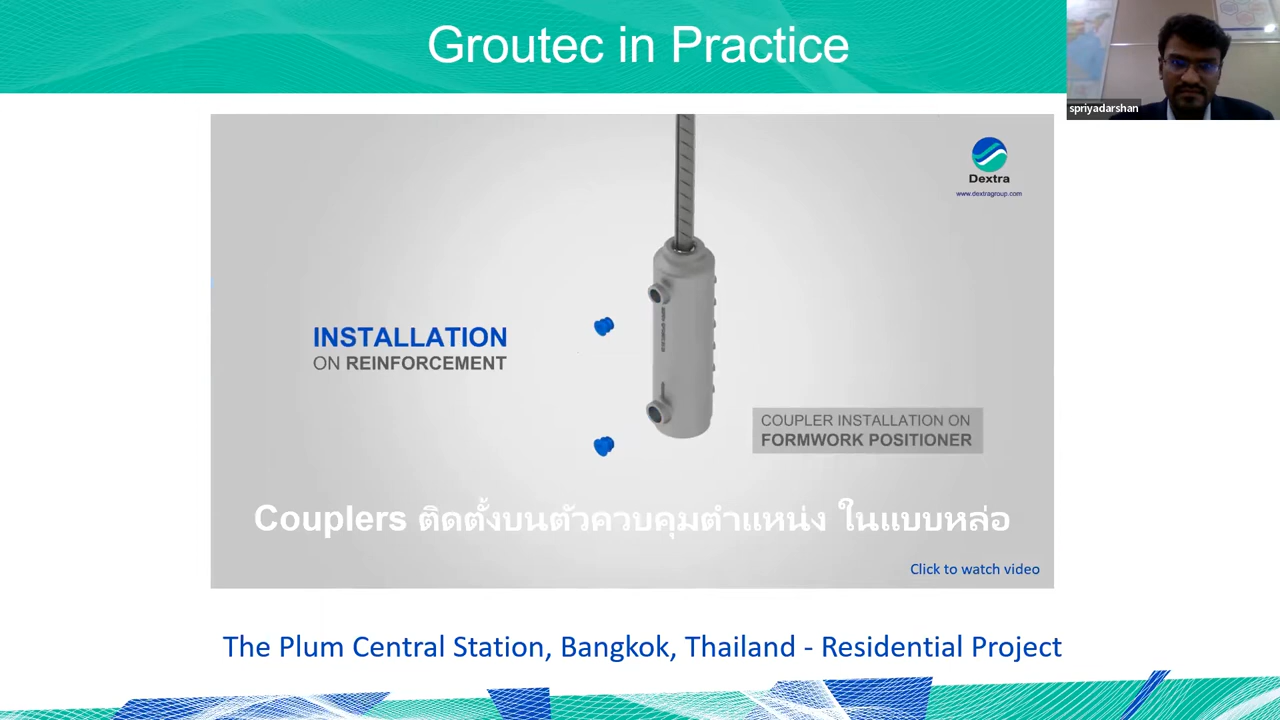 Groutec in Practice
spriyadarshan
Dextra
www.dextragroup.com
INSTALLATION
ON REINFORCEMENT
COUPLER INSTALLATION ON
FORMWORK POSITIONER
Couplers ติดตั้งบนตัวควบคุมตำแหน่ง ในแบบหล่อ
Click to watch video
The Plum Central Station, Bangkok, Thailand - Residential Project